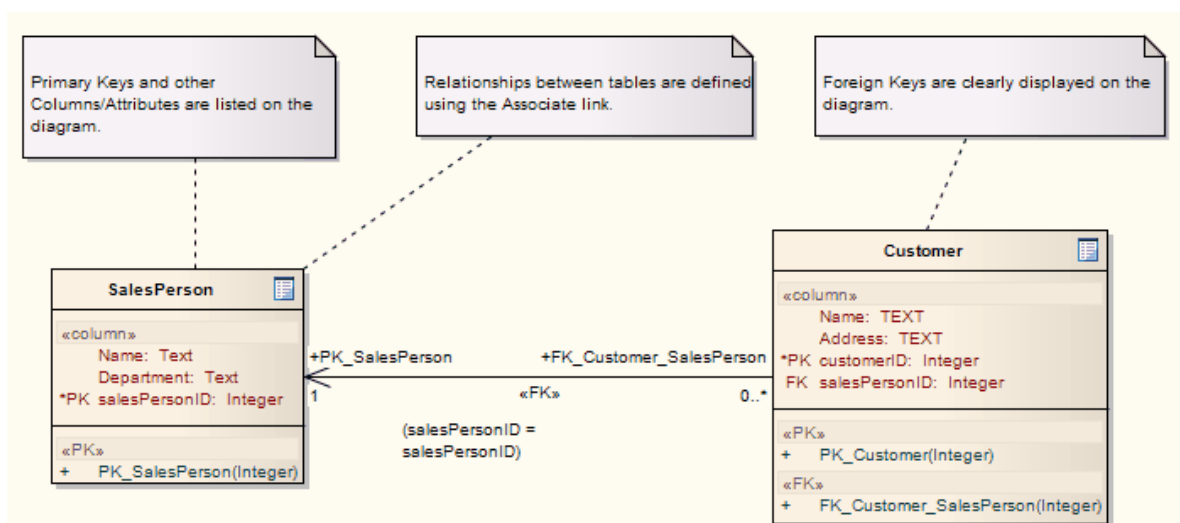 Primary Keys and other
Columns/Attributes are listed on the
diagram.
Relationships between tables are defined
using the Associate link.
Foreign Keys are clearly displayed on the
diagram.
SalesPerson
«column»
Name: Text
Department: Text
*PK salesPersonID: Integer
«PK»
+ PK_SalesPerson(Integer)
+PK_SalesPerson
+FK_Customer_SalesPerson
1
«FK»
0..*
(salesPersonID =
salesPersonID)
Customer
«column»
Name: TEXT
Address: TEXT
*PK customerID: Integer
FK salesPersonID: Integer
«PK»
+ PK_Customer(Integer)
«FK»
+ FK_Customer_SalesPerson(Integer)